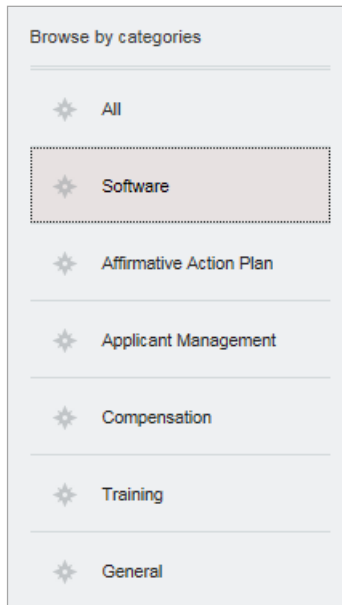 Browse by categories
All
Software
Affirmative Action Plan
Applicant Management
Compensation
Training
General